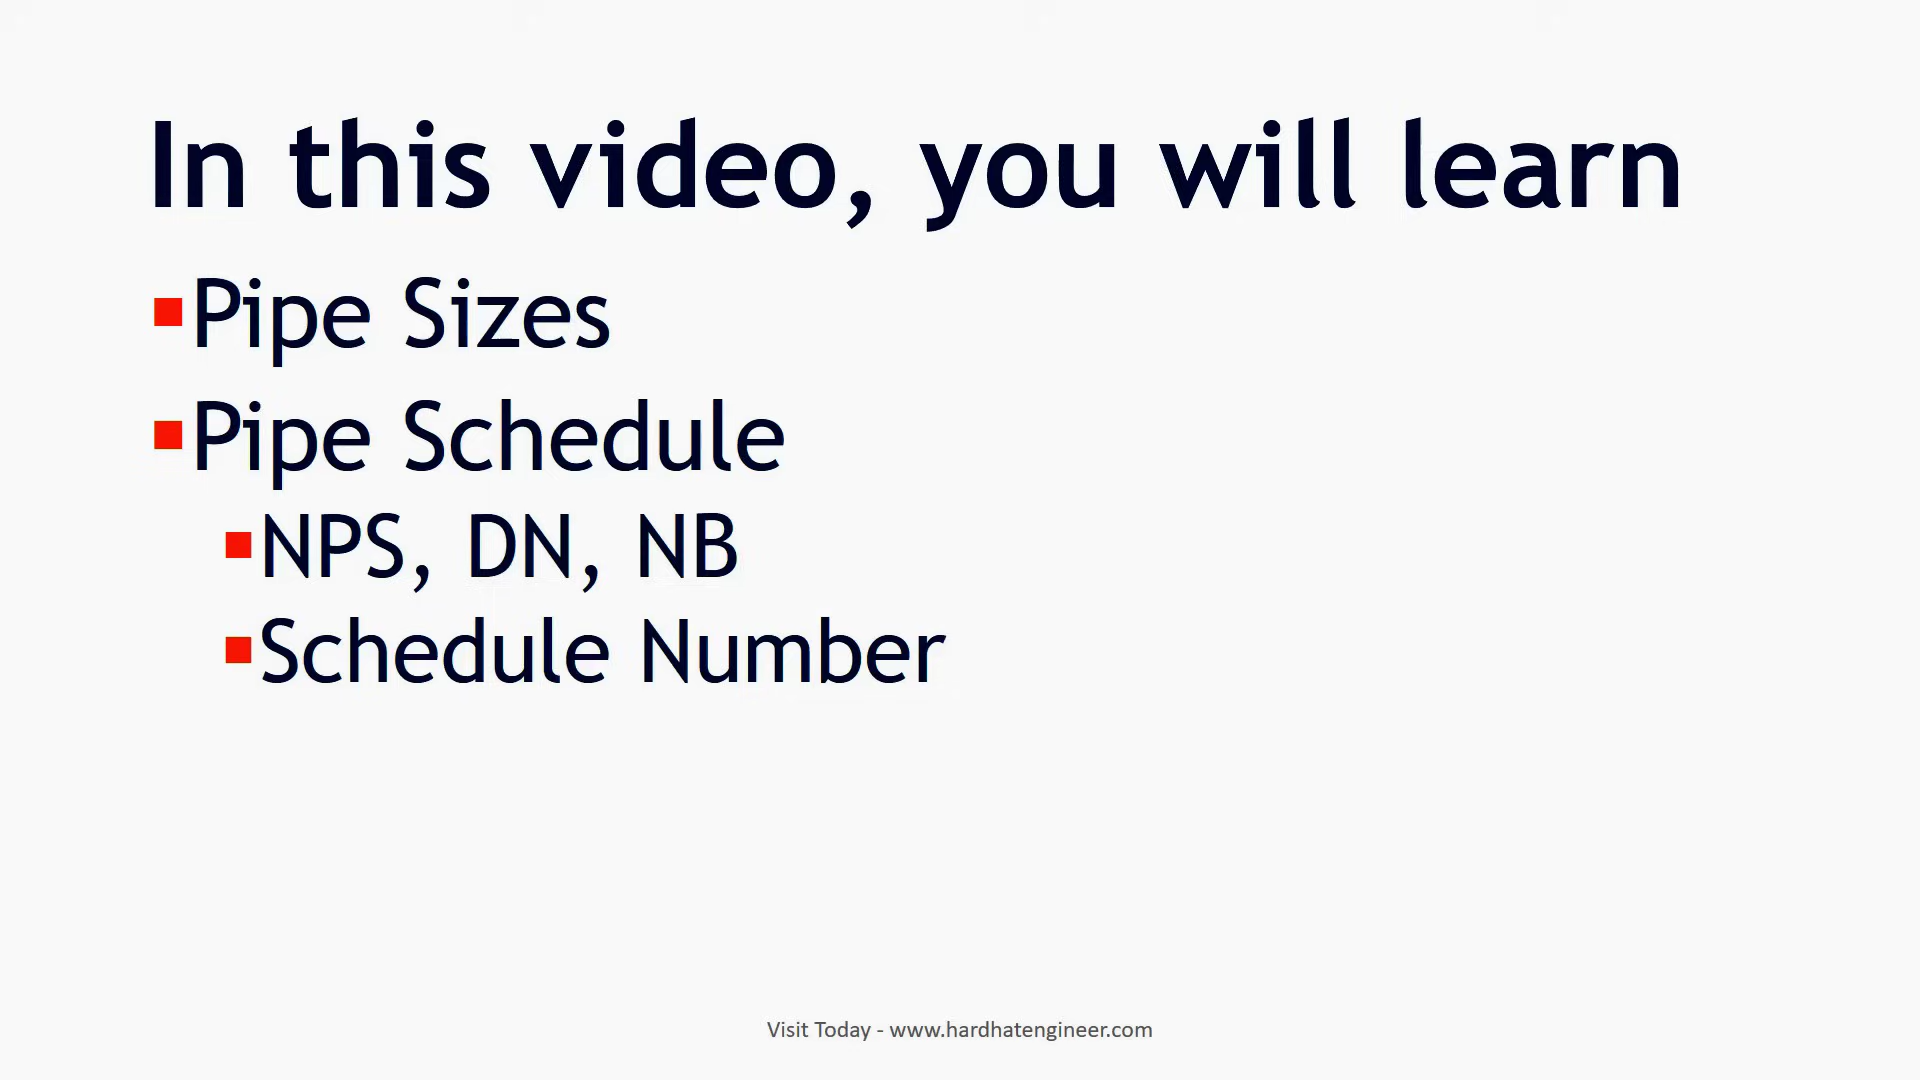 In this video, you will learn
Pipe Sizes
Pipe Schedule
NPS, DN, NB
Schedule Number
Visit Today - www.hardhatengineer.com